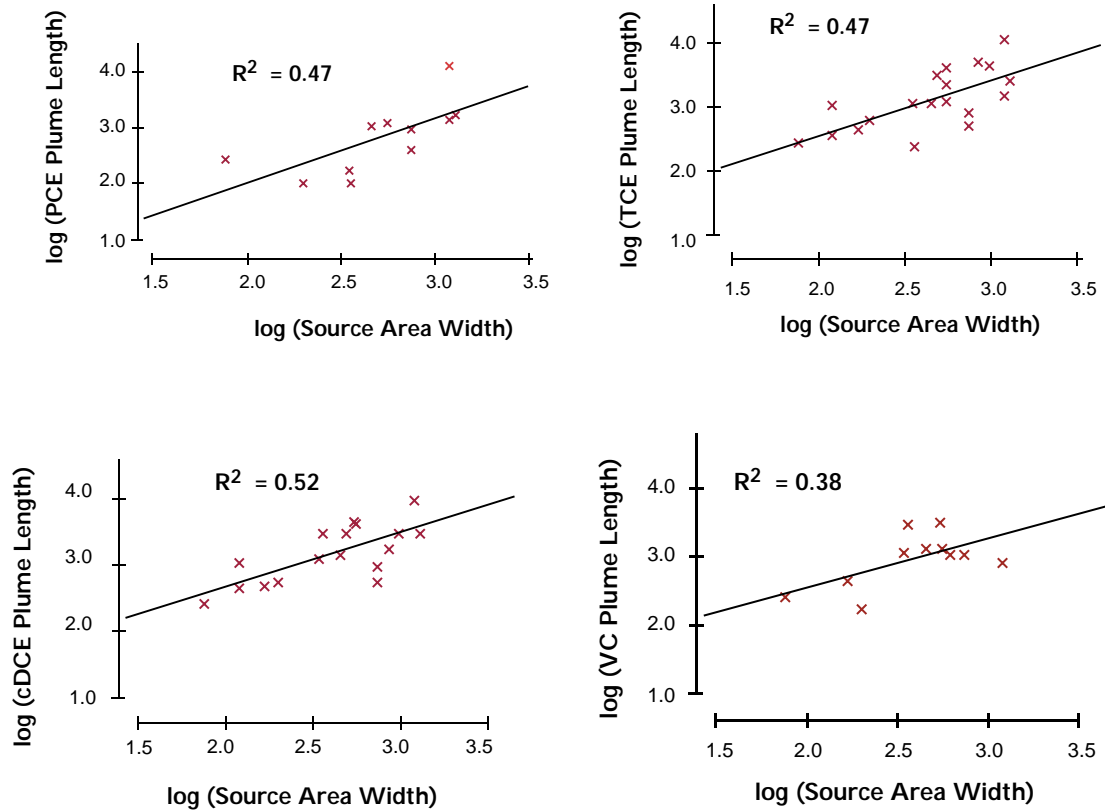 log (PCE Plume Length)
R² = 0.47
4.0
3.0
2.0
1.0
1.5 2.0 2.5 3.0 3.5
log (Source Area Width)
log (TCE Plume Length)
R² = 0.47
4.0
3.0
2.0
1.0
1.5 2.0 2.5 3.0 3.5
log (Source Area Width)
log (cDCE Plume Length)
R² = 0.52
4.0
3.0
2.0
1.0
1.5 2.0 2.5 3.0 3.5
log (Source Area Width)
log (VC Plume Length)
R² = 0.38
4.0
3.0
2.0
1.0
1.5 2.0 2.5 3.0 3.5
log (Source Area Width)